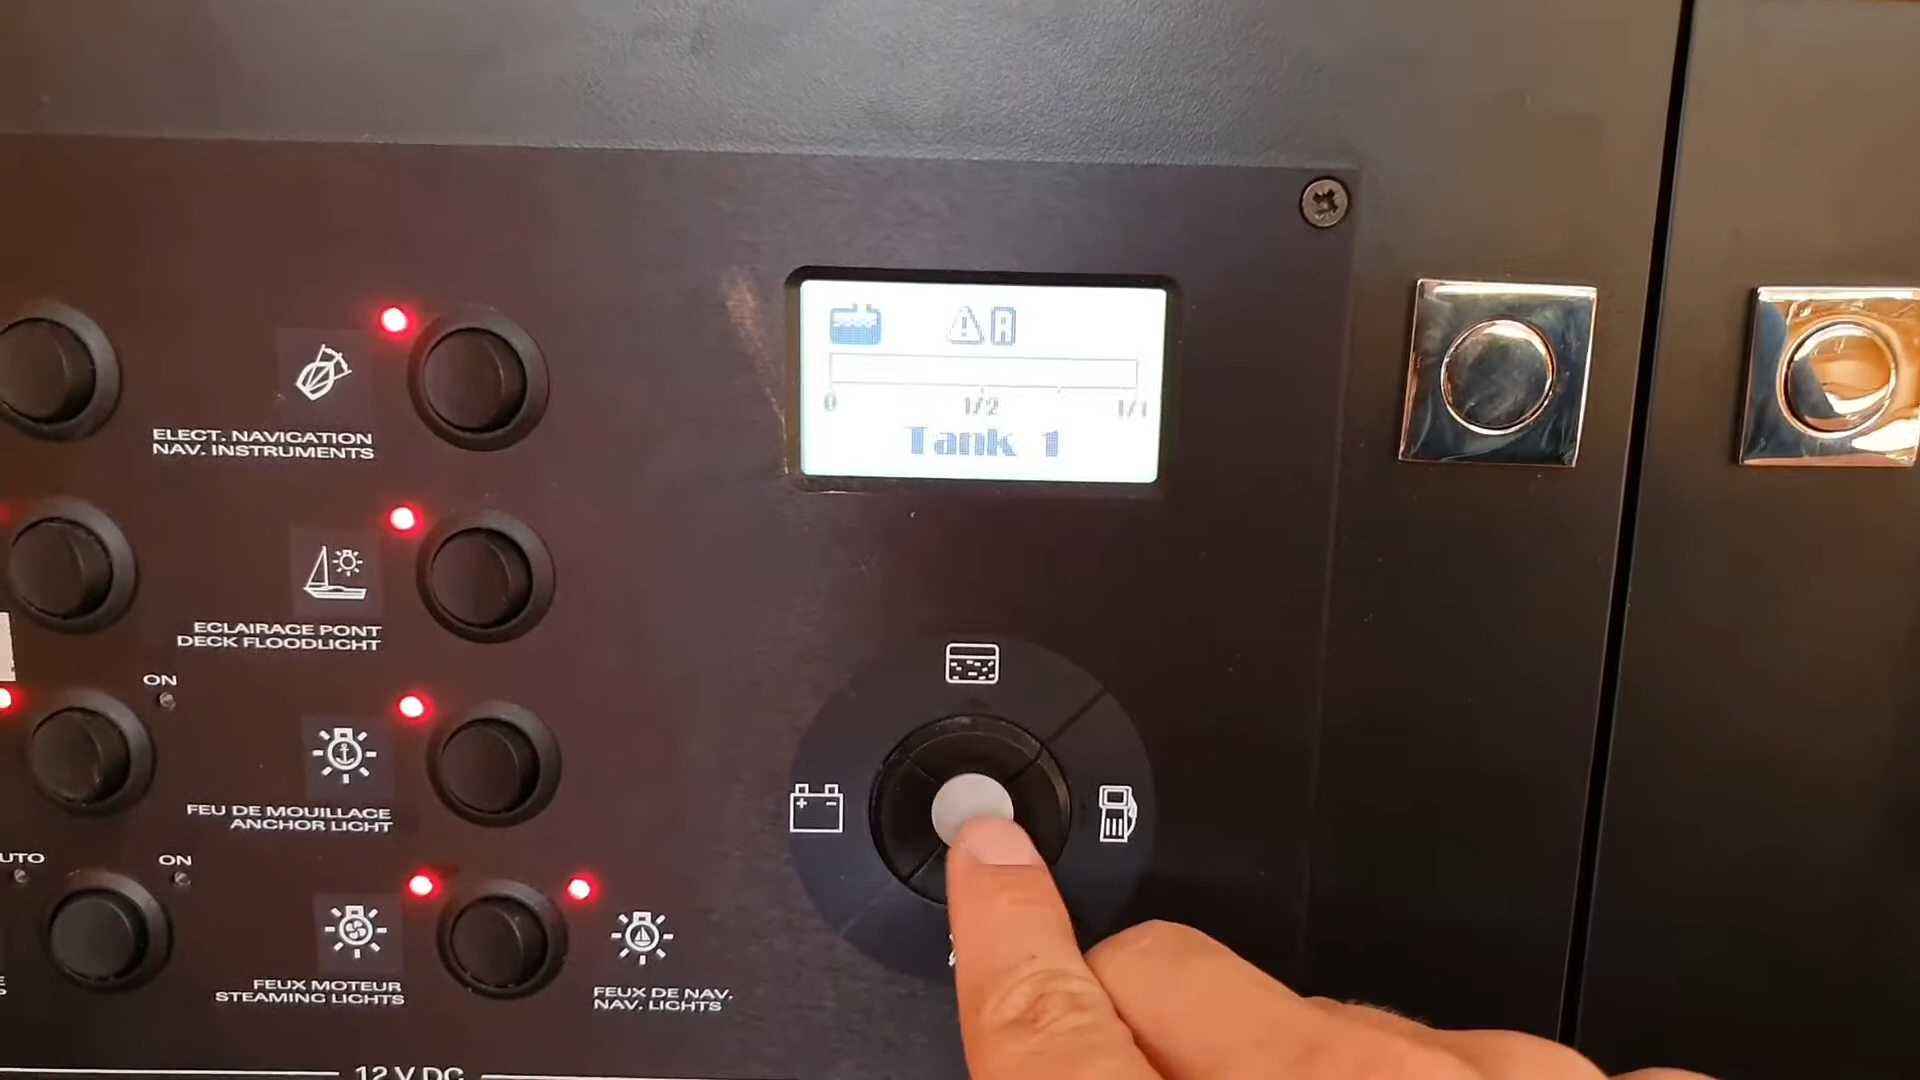 0 1/2 1/1
Tank 1
ELECT. NAVIGATION
NAV. INSTRUMENTS
ECLAIRAGE PONT
DECK FLOODLIGHT
ON
FEU DE MOUILLAGE
ANCHOR LIGHT
UTO
ON
FEUX MOTEUR
STEAMING LIGHTS
FEUX DE NAV.
NAV. LIGHTS
12 V DC